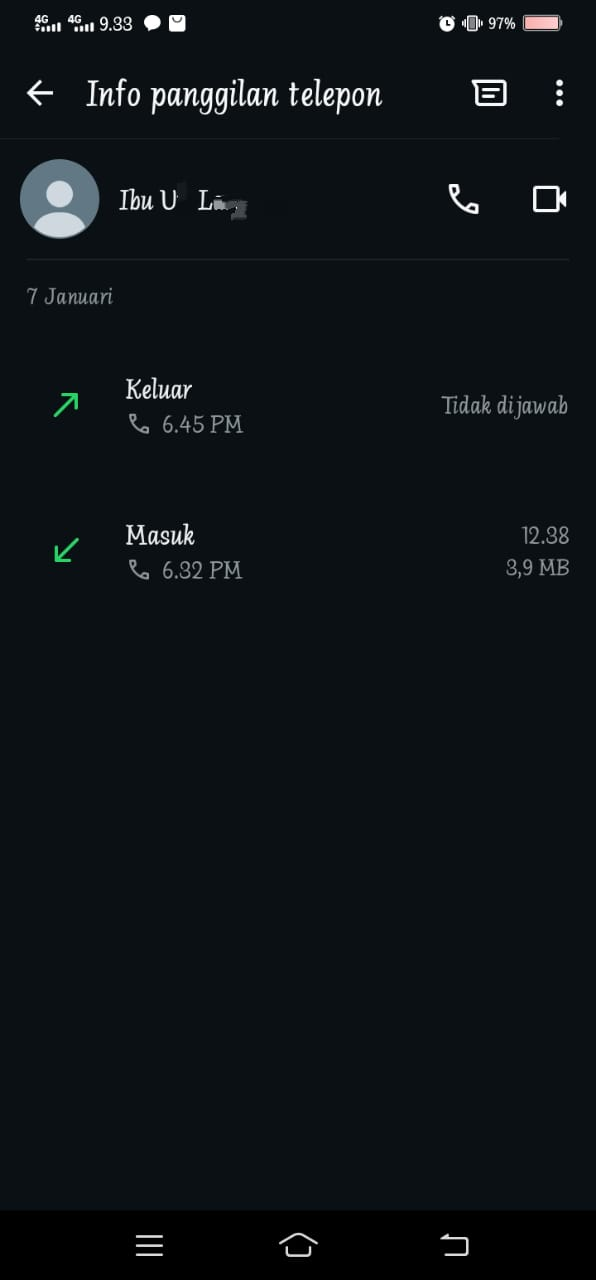 4G 4G 9.33 97%
Info panggilan telepon
Ibu U
7 Januari
Keluar
6.45 PM
Tidak dijawab
Masuk
12.38
6.32 PM
3,9 MB